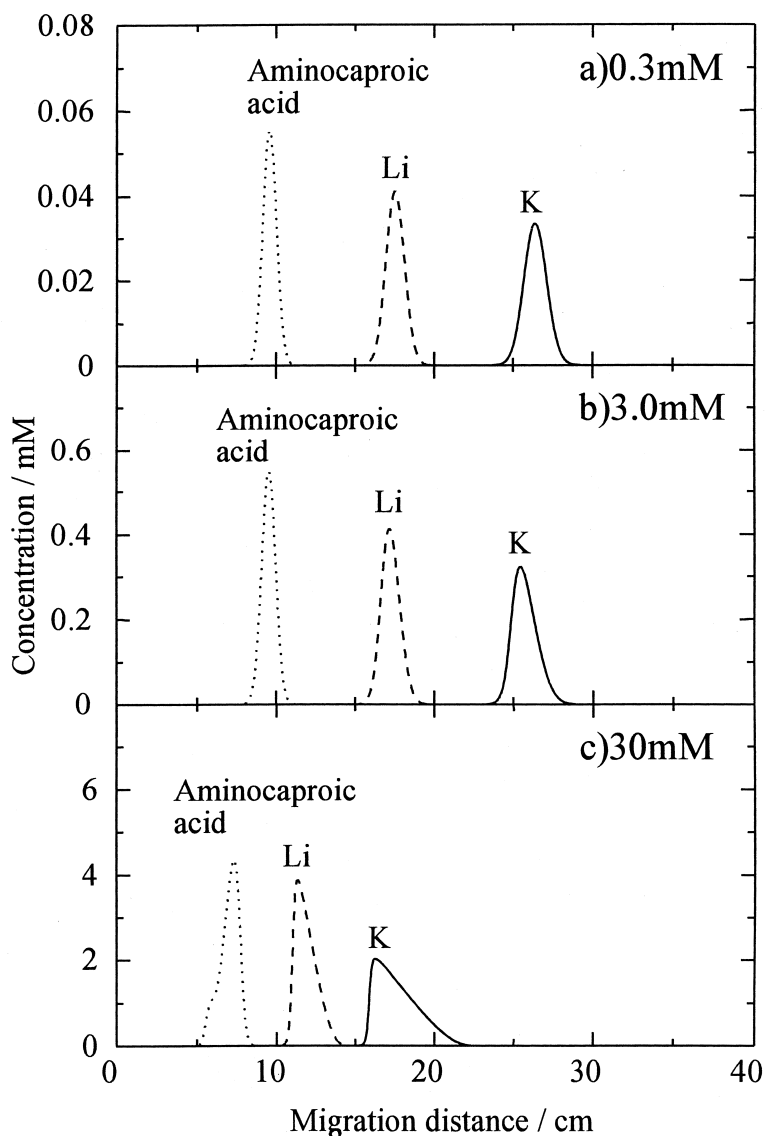 0.08
Aminocaproic
acid
a)0.3mM
0.06
Li
K
0.04
0.02
0
Aminocaproic
acid
b)3.0mM
0.6
Li
K
0.4
0.2
0
Concentration / mM
c)30mM
6
Aminocaproic
acid
Li
4
K
2
0
0 10 20 30 40
Migration distance / cm